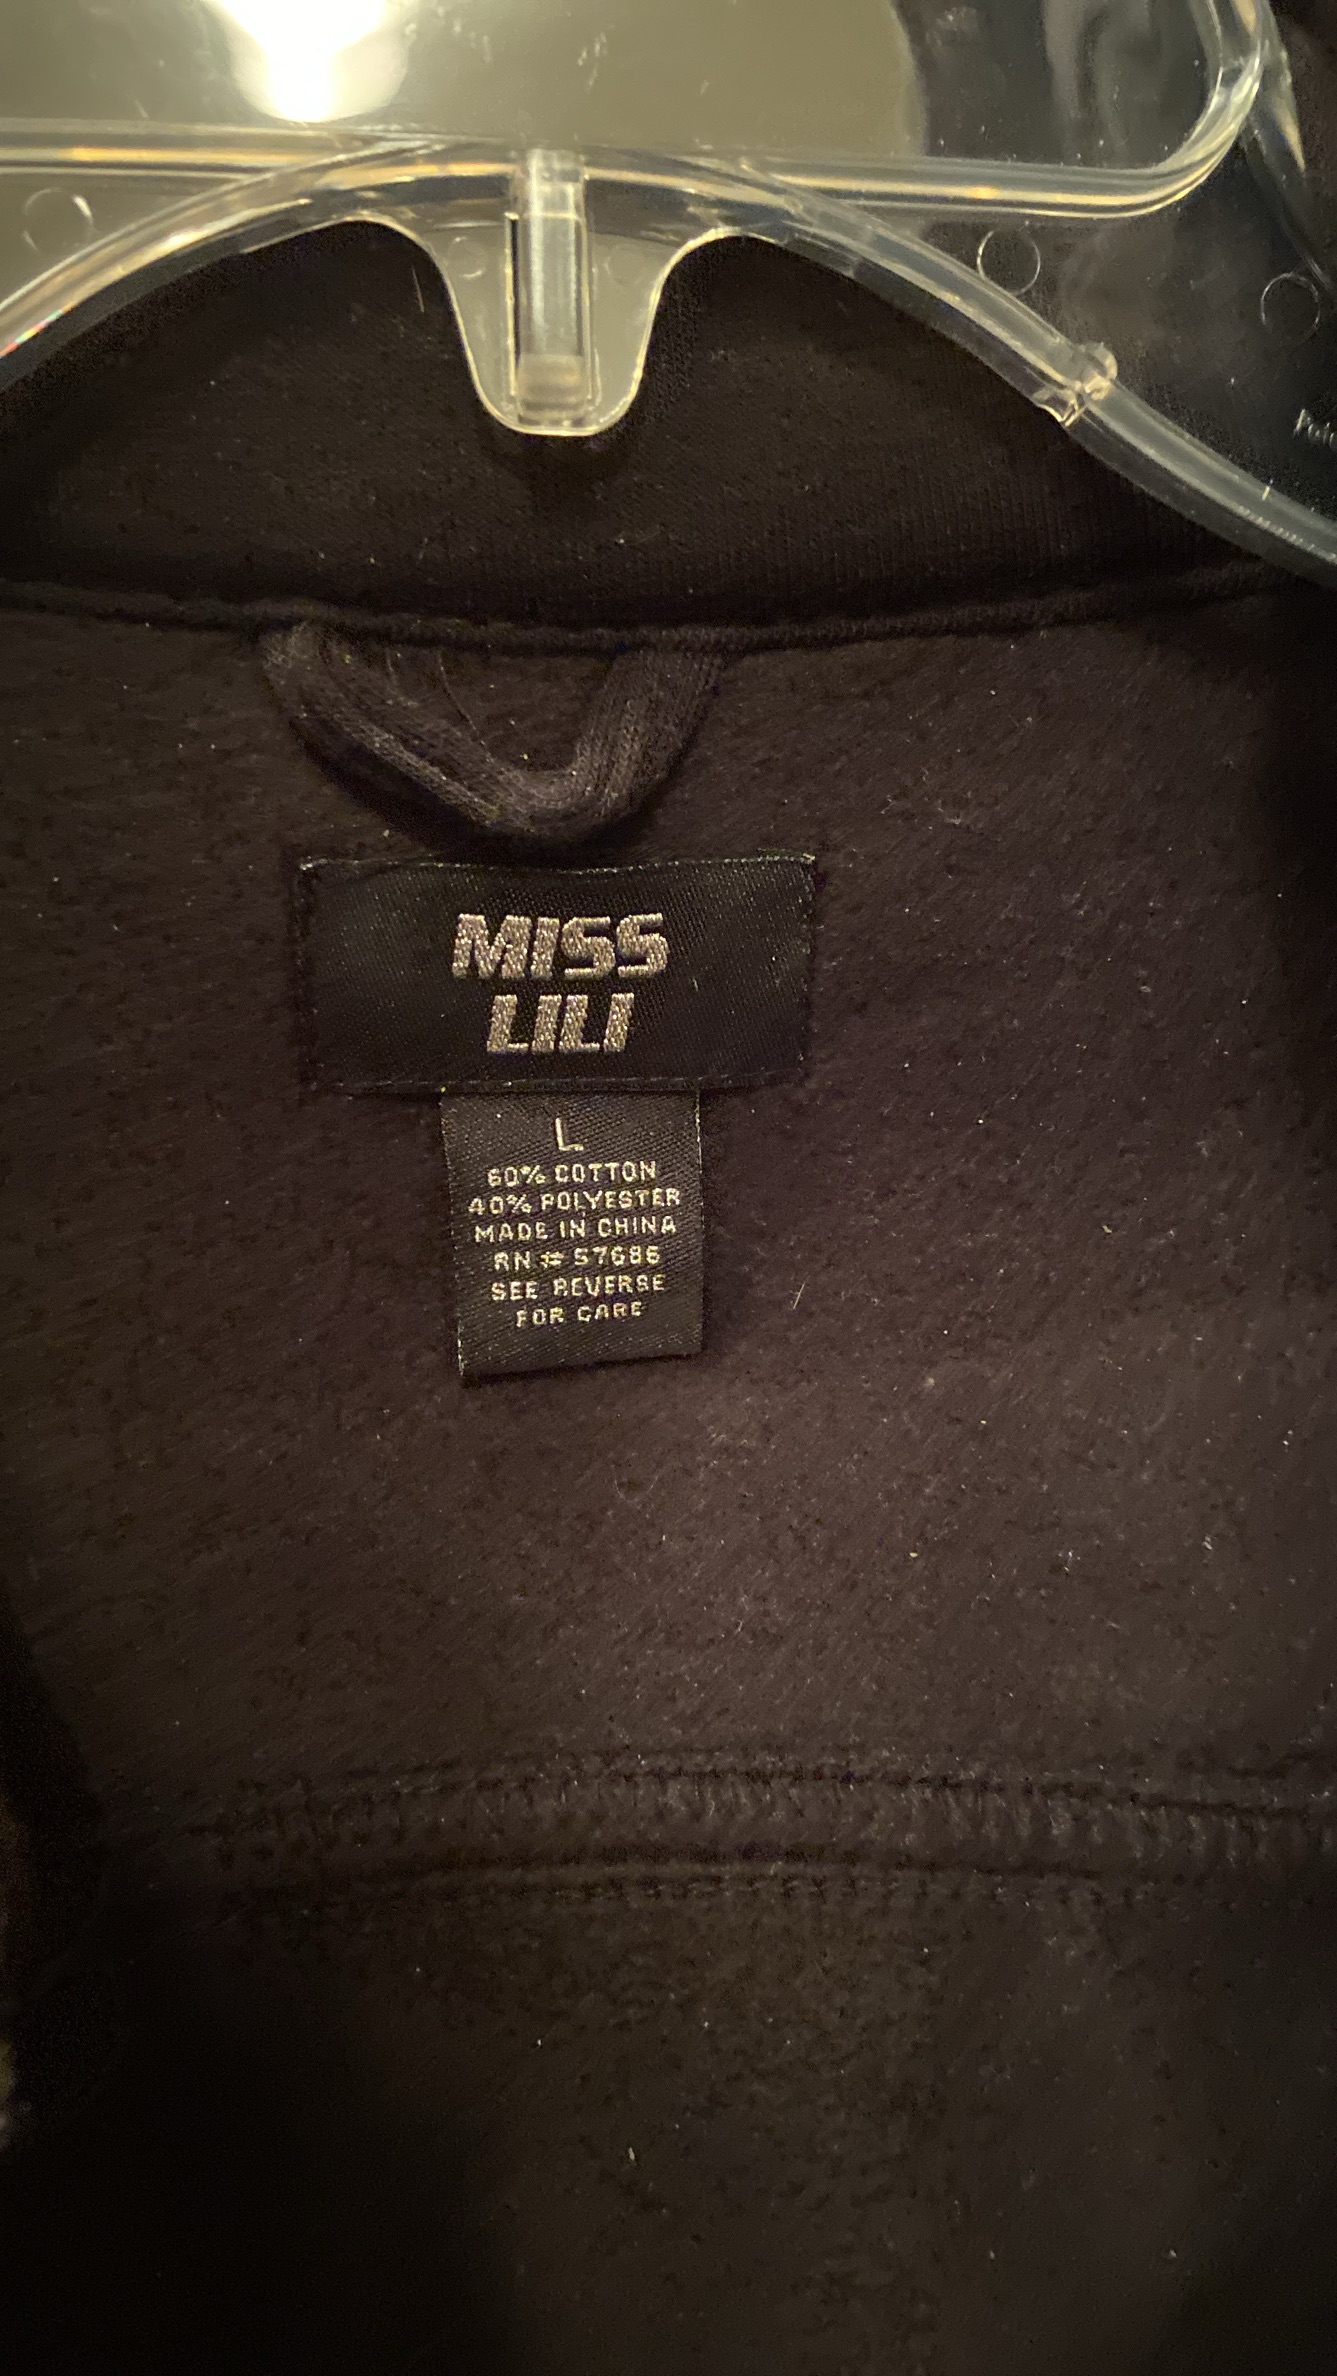 MISS
LILI
L
60% COTTON
40% POLYESTER
MADE IN CHINA
RN # 57686
SEE REVERSE
FOR CARE